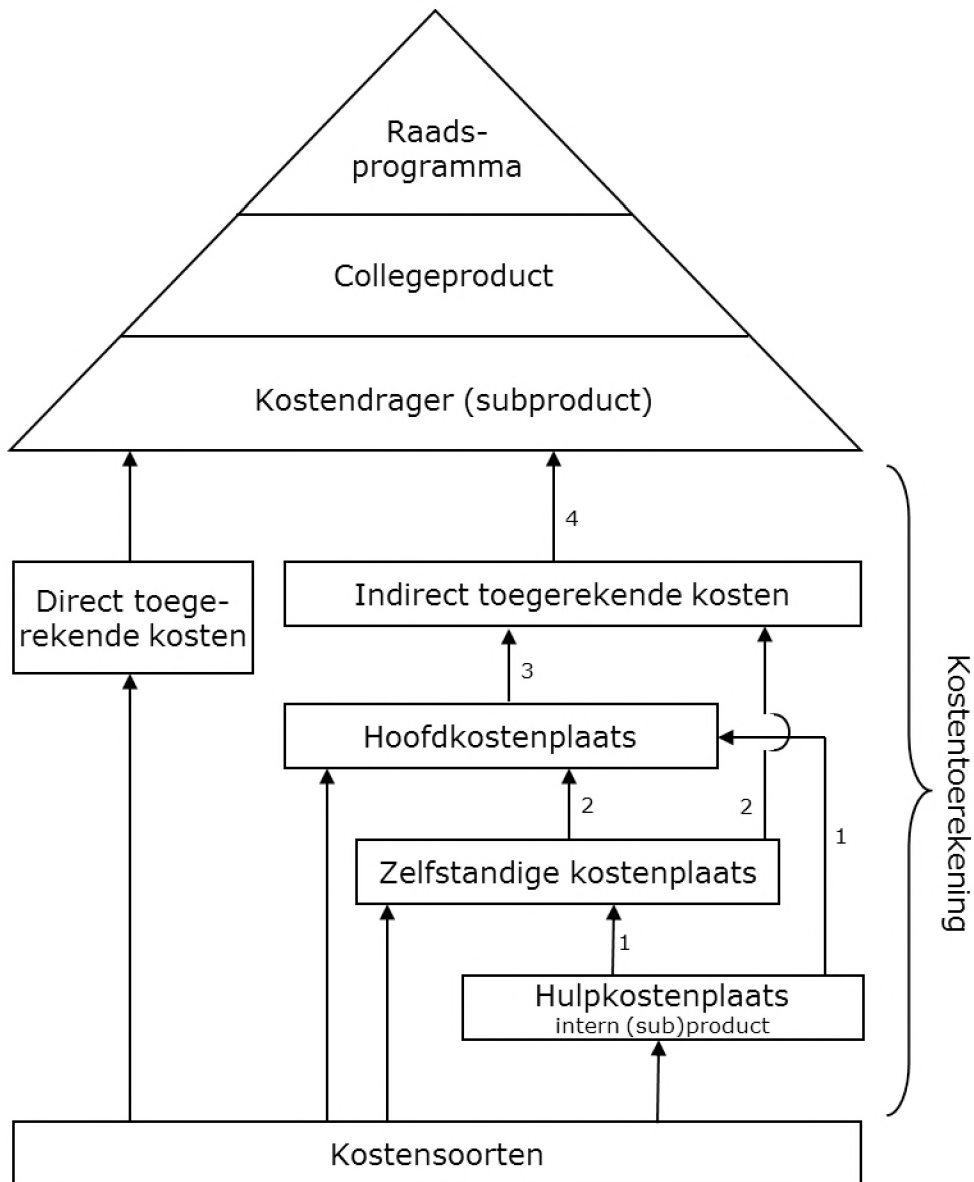 Raads-
programma
Collegeproduct
Kostendrager (subproduct)
4
Direct toege-
rekende kosten
Indirect toegerekende kosten
3
Hoofdkostenplaats
2
2
1
Zelfstandige kostenplaats
1
Hulpkostenplaats
intern (sub)product
Kostensoorten
Kostentoerekening